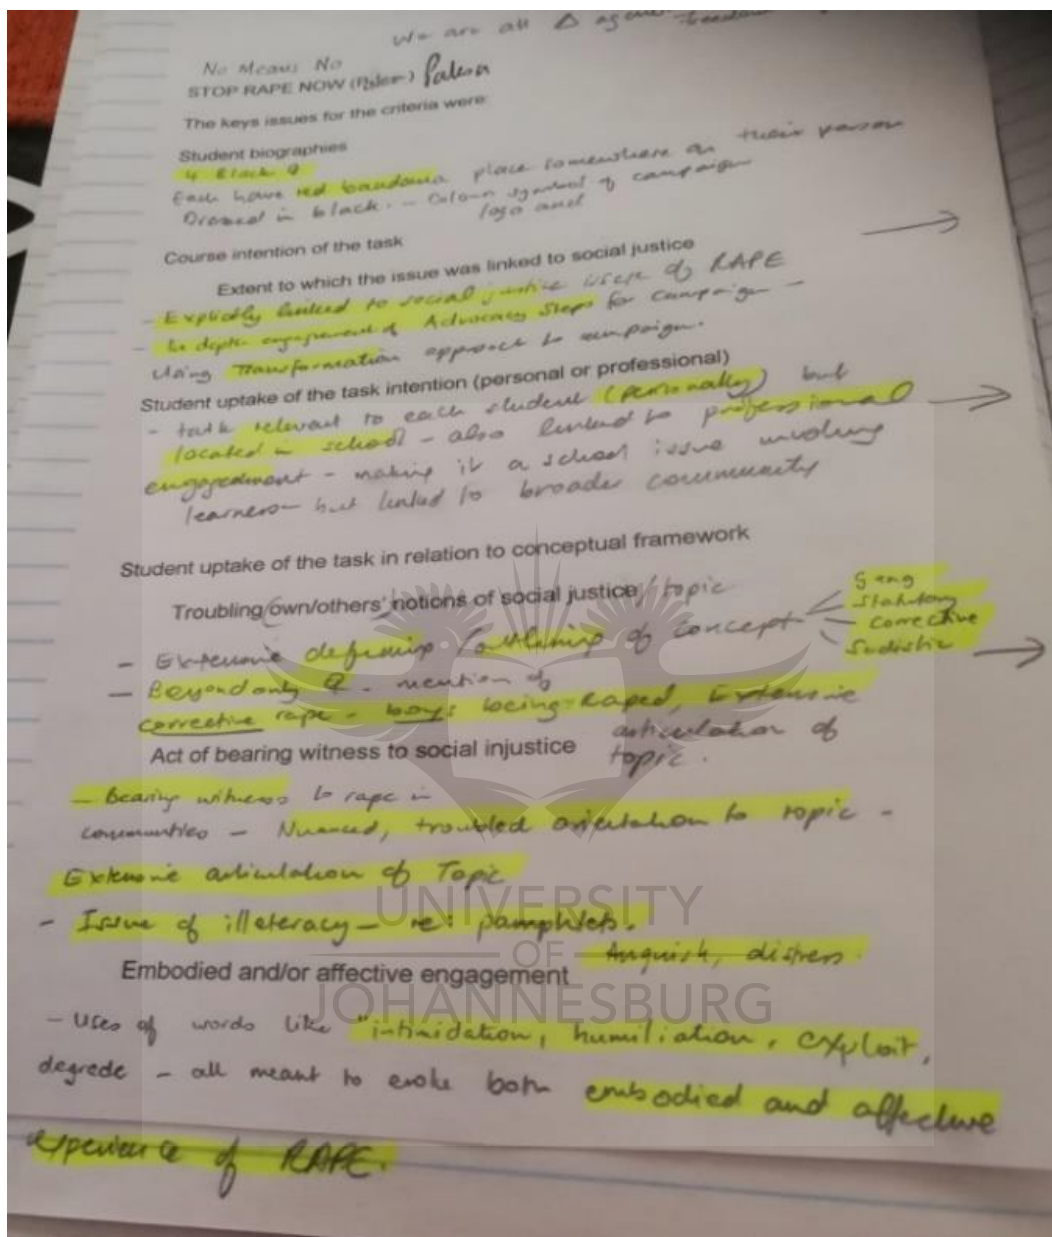 We are all Δ
No Means No
STOP RAPE NOW (Palesa) Palesa
The keys issues for the criteria were:
Student biographies
4 Black ♀
Each have red bandana place somewhere on their person
Dressed in black. - Colour symbol of campaign
logo and
Course intention of the task
Extent to which the issue was linked to social justice
- Explicitly linked to social justice issue of RAPE
- In depth engagement of Advocacy Steps for campaign -
Using Transformation approach to campaign.
Student uptake of the task intention (personal or professional)
- task relevant to each student (personally) but
located in school - also linked to professional
engagement - making it a school issue involving
learners - but linked to broader community
Student uptake of the task in relation to conceptual framework
Troubling/own/others' notions of social justice/topic
- Extensive defining / outlining of concept
Gang
Statutory
Corrective
Sadistic
- Beyond only ♀ - mention of
corrective rape - boys being Raped, Extensive
articulation of
topic.
Act of bearing witness to social injustice
- Bearing witness to rape in
communities - Nuanced, troubled orientation to topic -
Extensive articulation of Topic
- Issue of illeteracy - re: pamphlets.
Anguish, distress.
Embodied and/or affective engagement
- Uses of words like "intimidation, humiliation, exploit,
degrede - all meant to evoke both embodied and affective
experience of RAPE.
UNIVERSITY
OF
JOHANNESBURG